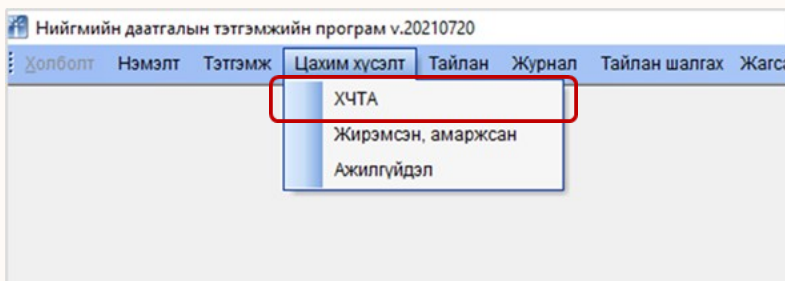 Нийгмийн даатгалын тэтгэмжийн програм v.20210720
Холболт Нэмэлт Тэтгэмж Цахим хүсэлт Тайлан Журнал Тайлан шалгах
ХЧТА
Жирэмсэн, амаржсан
Ажилгүйдэл